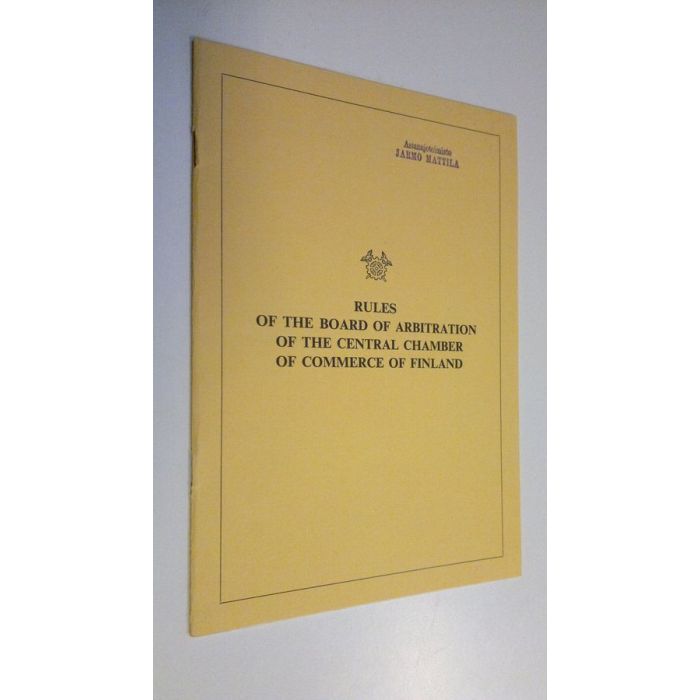 Asianajotoimisto
JARMO MATTILA
RULES
OF THE BOARD OF ARBITRATION
OF THE CENTRAL CHAMBER
OF COMMERCE OF FINLAND